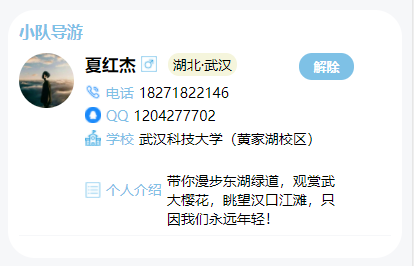 小队导游
夏红杰 湖北·武汉 解除
电话 18271822146
QQ 1204277702
学校 武汉科技大学（黄家湖校区）
个人介绍 带你漫步东湖绿道，观赏武
大樱花，眺望汉口江滩，只
因我们永远年轻！